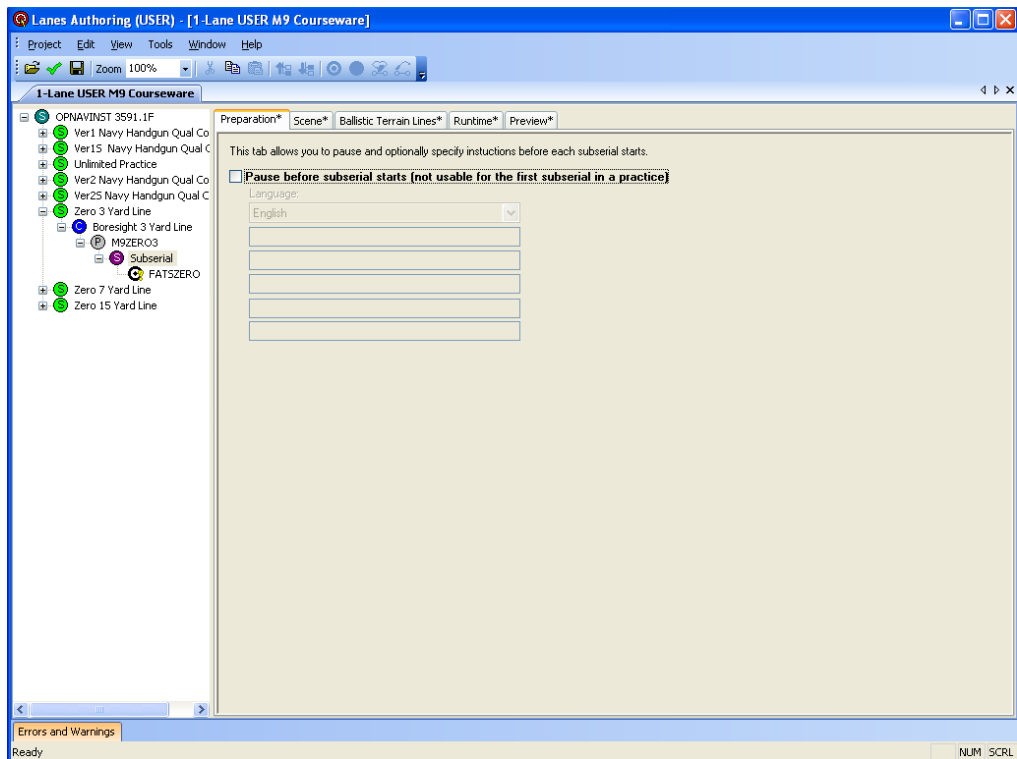 Lanes Authoring (USER) - [1-Lane USER M9 Courseware]
Project Edit View Tools Window Help
Zoom 100%
1-Lane USER M9 Courseware
S OPNAVINST 3591.1F
S Ver1 Navy Handgun Qual Co
S Ver1S Navy Handgun Qual C
S Unlimited Practice
S Ver2 Navy Handgun Qual Co
S Ver2S Navy Handgun Qual C
S Zero 3 Yard Line
C Boresight 3 Yard Line
P M9ZERO3
S Subserial
FATSZERO
S Zero 7 Yard Line
S Zero 15 Yard Line
Preparation* Scene* Ballistic Terrain Lines* Runtime* Preview*
This tab allows you to pause and optionally specify instuctions before each subserial starts.
Pause before subserial starts (not usable for the first subserial in a practice)
Language:
English
Errors and Warnings
Ready NUM SCRL